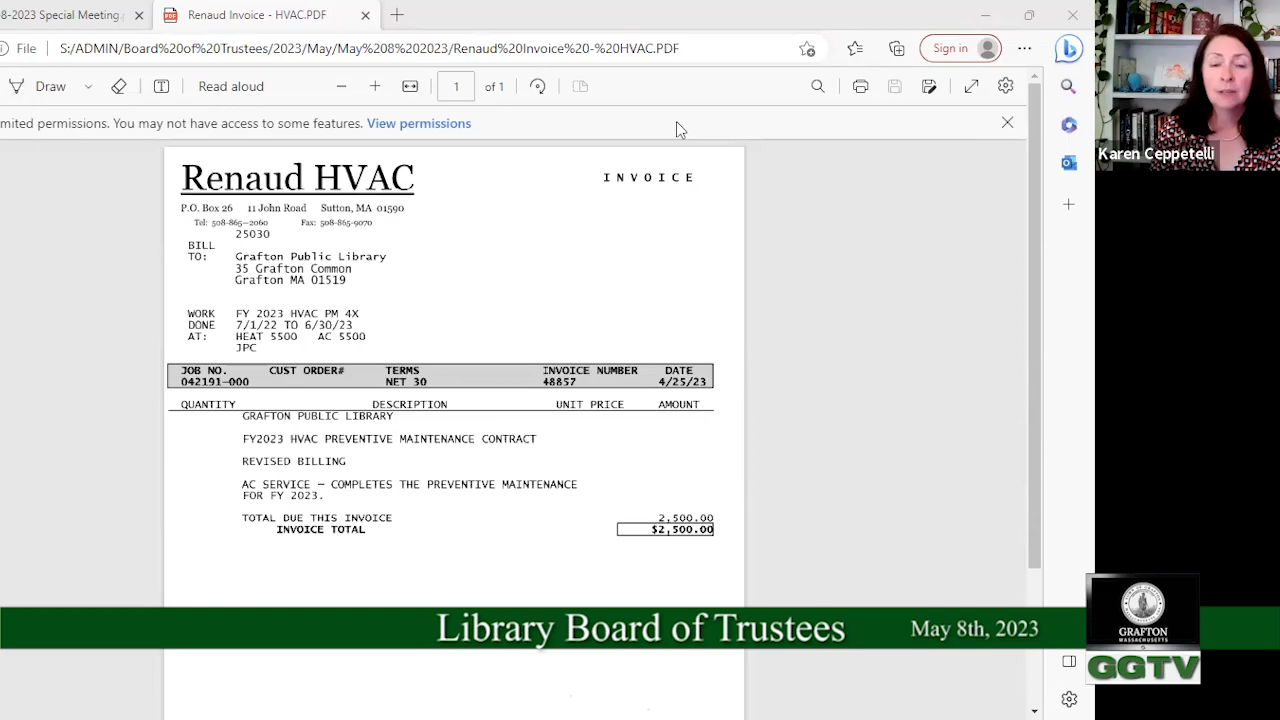 8-2023 Special Meeting
Renaud Invoice - HVAC.PDF
File
S:/ADMIN/Board%20of%20Trustees/2023/May/May%208%202023/Renaud%20Invoice%20-%20HVAC.PDF
Sign in
Draw
Read aloud
1 of 1
mited permissions. You may not have access to some features. View permissions
Karen Ceppetelli
Renaud HVAC
INVOICE
P.O. Box 26 11 John Road Sutton, MA 01590
Tel: 508-865-2060 Fax: 508-865-9070
25030
BILL
TO: Grafton Public Library
35 Grafton Common
Grafton MA 01519
WORK FY 2023 HVAC PM 4X
DONE 7/1/22 TO 6/30/23
AT: HEAT 5500 AC 5500
JPC
JOB NO. CUST ORDER# TERMS INVOICE NUMBER DATE
042191-000 NET 30 48857 4/25/23
QUANTITY DESCRIPTION UNIT PRICE AMOUNT
GRAFTON PUBLIC LIBRARY
FY2023 HVAC PREVENTIVE MAINTENANCE CONTRACT
REVISED BILLING
AC SERVICE - COMPLETES THE PREVENTIVE MAINTENANCE
FOR FY 2023.
TOTAL DUE THIS INVOICE 2,500.00
INVOICE TOTAL $2,500.00
Library Board of Trustees May 8th, 2023
GRAFTON
MASSACHUSETTS
GGTV